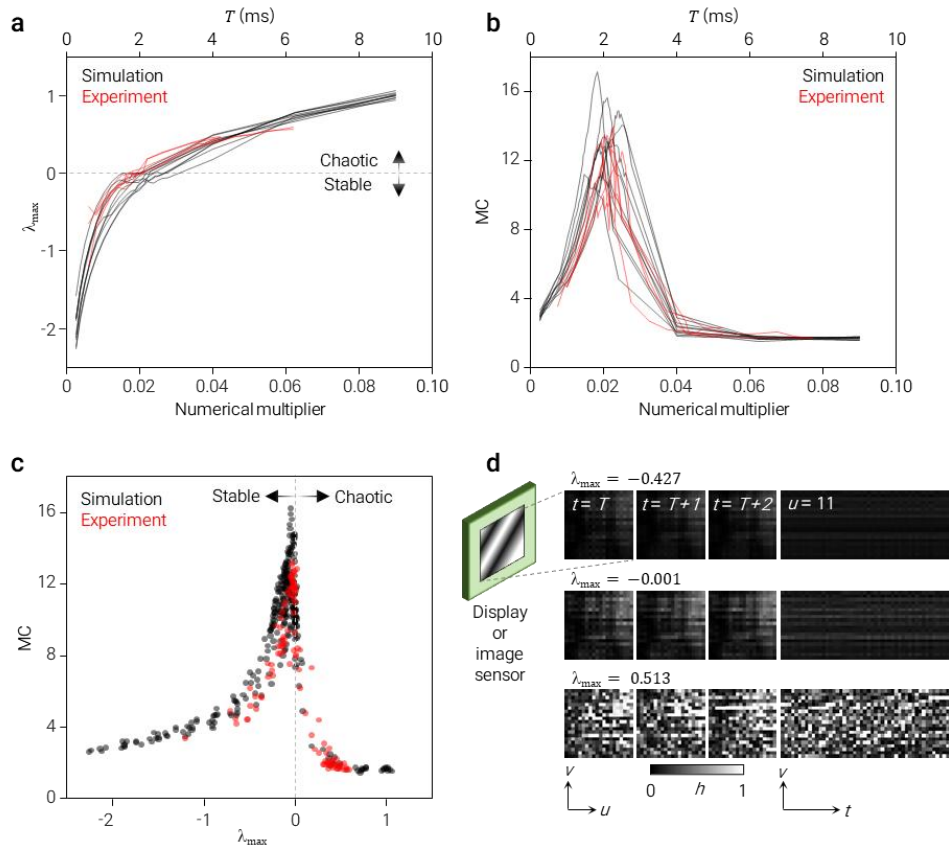 a
T (ms)
0 2 4 6 8 10
Simulation
Experiment
Chaotic
Stable
1
0
-1
-2
λmax
0 0.02 0.04 0.06 0.08 0.10
Numerical multiplier
b
T (ms)
0 2 4 6 8 10
Simulation
Experiment
16
12
8
4
0
MC
0 0.02 0.04 0.06 0.08 0.10
Numerical multiplier
c
Simulation
Experiment
Stable
Chaotic
16
12
8
4
0
MC
-2 -1 0 1
λmax
d
λmax = −0.427
t = T
t = T+1
t = T+2
u = 11
λmax = −0.001
Display
or
image
sensor
λmax = 0.513
v
u
0 h 1
v
t